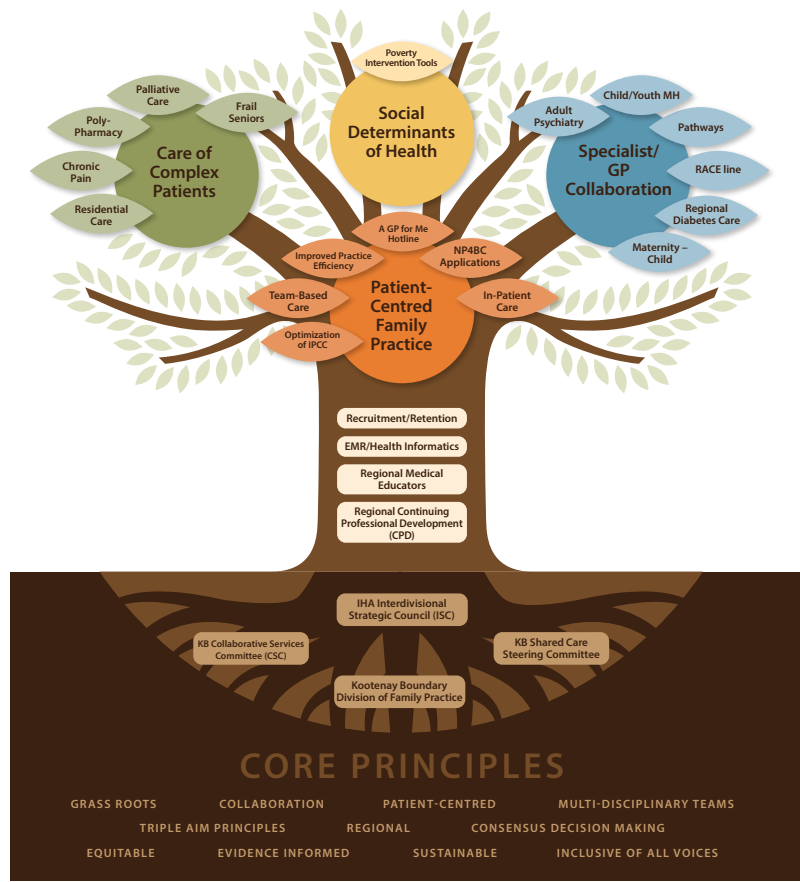 Poverty
Intervention Tools
Social
Determinants
of Health
Palliative
Care
Frail
Seniors
Poly-
Pharmacy
Chronic
Pain
Residential
Care
Care of
Complex
Patients
Adult
Psychiatry
Child/Youth MH
Pathways
RACE line
Regional
Diabetes Care
Maternity –
Child
Specialist/
GP
Collaboration
A GP for Me
Hotline
Improved Practice
Efficiency
NP4BC
Applications
Team-Based
Care
In-Patient
Care
Optimization
of IPCC
Patient-
Centred
Family
Practice
Recruitment/Retention
EMR/Health Informatics
Regional Medical
Educators
Regional Continuing
Professional Development
(CPD)
IHA Interdivisional
Strategic Council (ISC)
KB Collaborative Services
Committee (CSC)
KB Shared Care
Steering Committee
Kootenay Boundary
Division of Family Practice
CORE PRINCIPLES
GRASS ROOTS COLLABORATION PATIENT-CENTRED MULTI-DISCIPLINARY TEAMS
TRIPLE AIM PRINCIPLES REGIONAL CONSENSUS DECISION MAKING
EQUITABLE EVIDENCE INFORMED SUSTAINABLE INCLUSIVE OF ALL VOICES